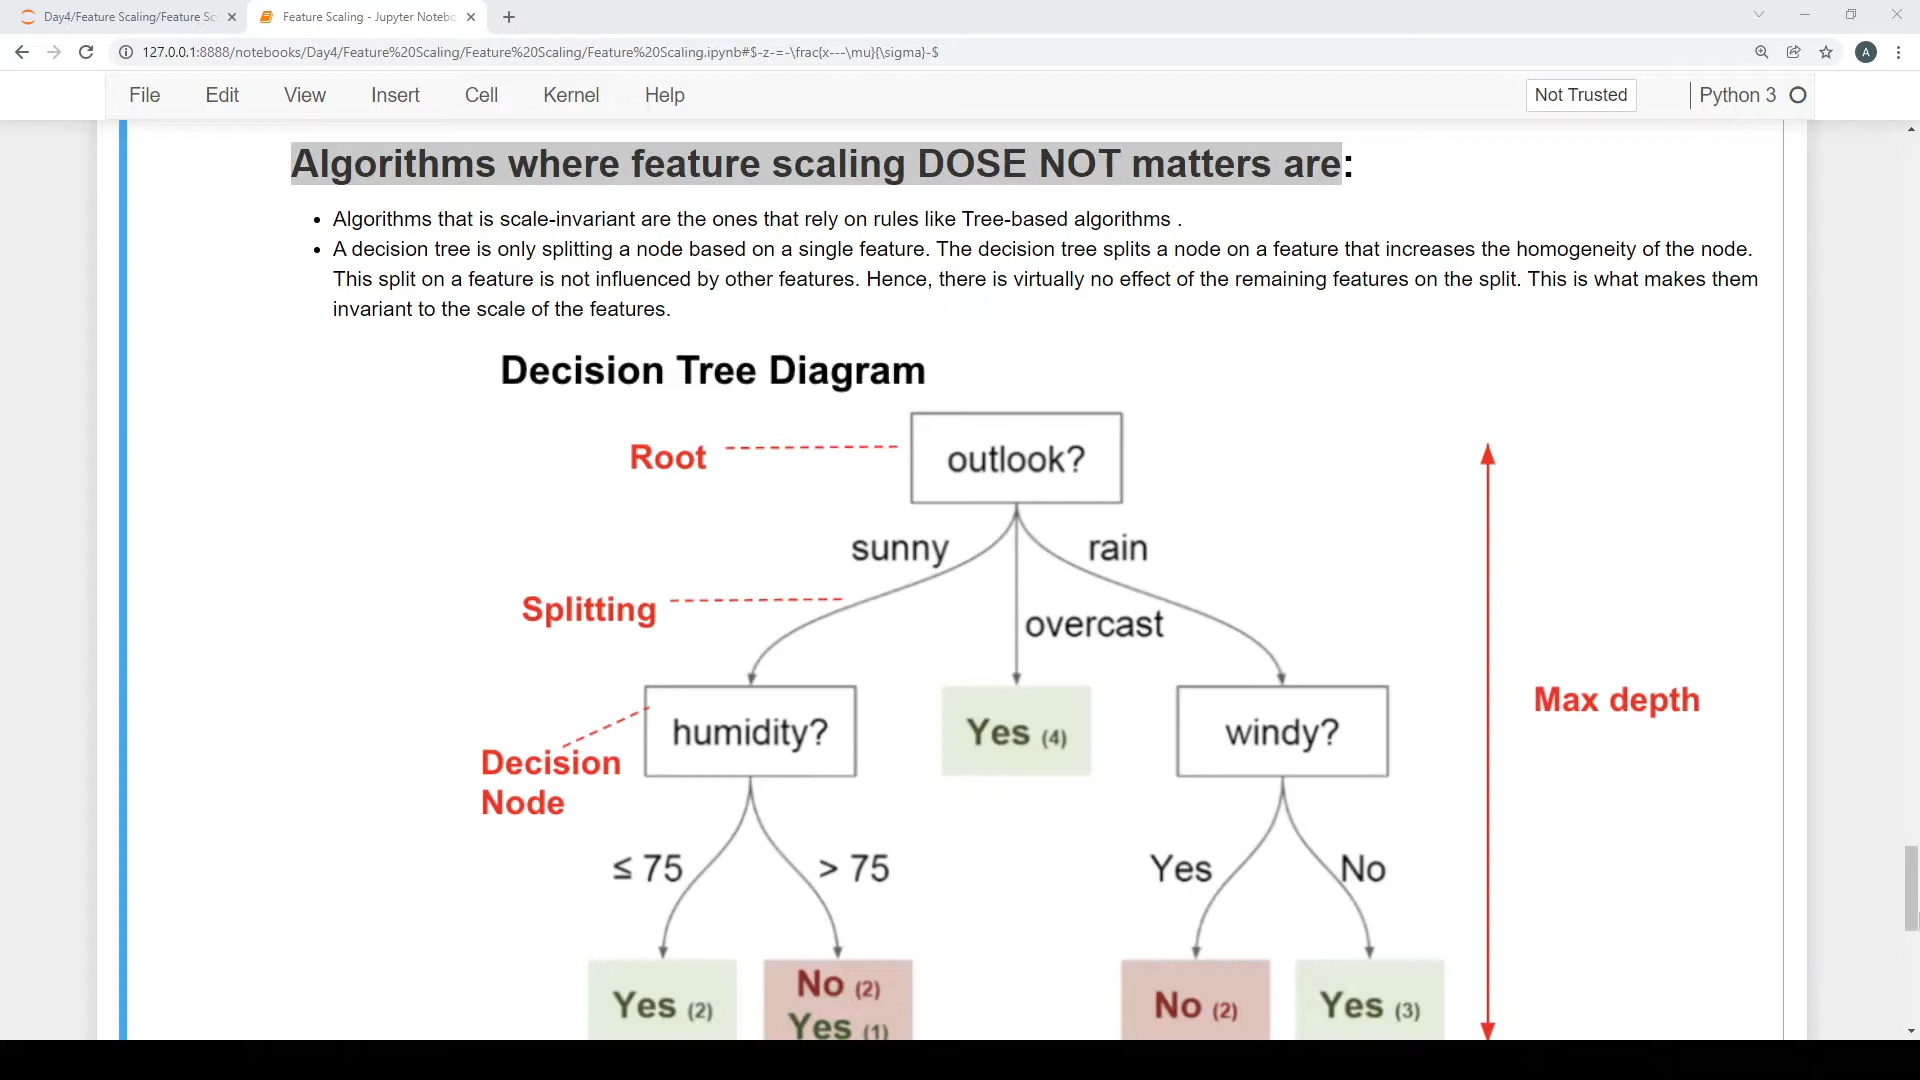 Day4/Feature Scaling/Feature Sc
Feature Scaling - Jupyter Notebo
127.0.0.1:8888/notebooks/Day4/Feature%20Scaling/Feature%20Scaling/Feature%20Scaling.ipynb#$-z-=-\frac{x---\mu}{\sigma}-$
A
File Edit View Insert Cell Kernel Help
Not Trusted
Python 3
Algorithms where feature scaling DOSE NOT matters are:
• Algorithms that is scale-invariant are the ones that rely on rules like Tree-based algorithms .
• A decision tree is only splitting a node based on a single feature. The decision tree splits a node on a feature that increases the homogeneity of the node.
This split on a feature is not influenced by other features. Hence, there is virtually no effect of the remaining features on the split. This is what makes them
invariant to the scale of the features.
Decision Tree Diagram
Root
outlook?
sunny
rain
Splitting
overcast
humidity?
Yes (4)
windy?
Max depth
Decision
Node
≤ 75
> 75
Yes
No
Yes (2)
No (2)
Yes (1)
No (2)
Yes (3)